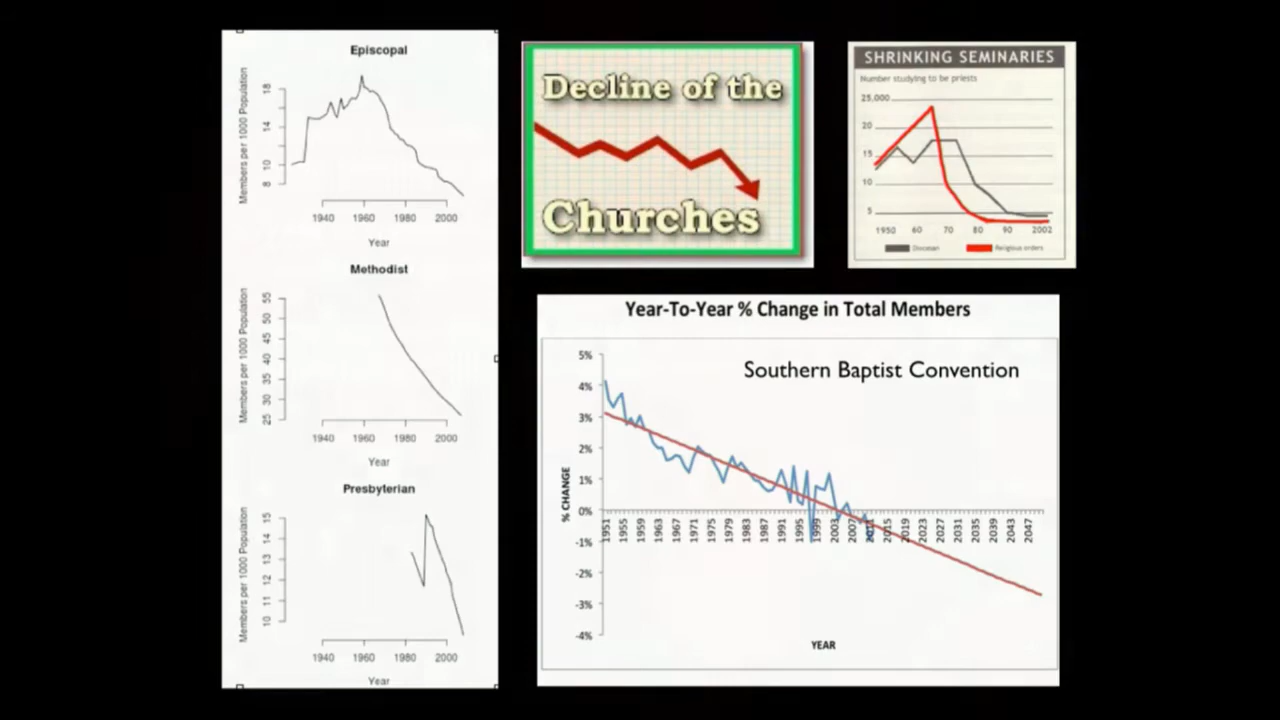 Episcopal
Members per 1000 Population
18
14
10
8
1940 1960 1980 2000
Year
Methodist
Members per 1000 Population
55
50
45
40
35
30
25
1940 1960 1980 2000
Year
Presbyterian
Members per 1000 Population
15
14
13
12
11
10
1940 1960 1980 2000
Year
Decline of the
Churches
SHRINKING SEMINARIES
Number studying to be priests
25,000
20
15
10
5
1950 60 70 80 90 2002
Diocesan Religious orders
Year-To-Year % Change in Total Members
Southern Baptist Convention
% CHANGE
5%
4%
3%
2%
1%
0%
-1%
-2%
-3%
-4%
1951 1955 1959 1963 1967 1971 1975 1979 1983 1987 1991 1995 1999 2003 2007 2011 2015 2019 2023 2027 2031 2035 2039 2043 2047
YEAR